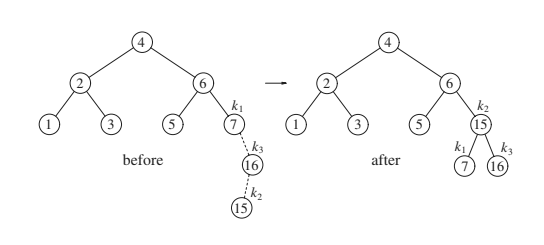 4 4
2 6 2 6
k₁ k₂
1 3 5 7 1 3 5 15
k₃ k₁ k₃
before after
16 7 16
k₂
15